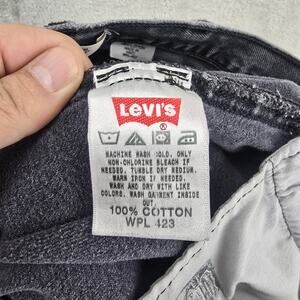 LEVI'S
®
MACHINE WASH COLD. ONLY
NON-CHLORINE BLEACH IF
NEEDED. TUMBLE DRY MEDIUM.
WARM IRON IF NEEDED.
WASH AND DRY WITH LIKE
COLORS. WASH GARMENT INSIDE
OUT.
100% COTTON
WPL 423